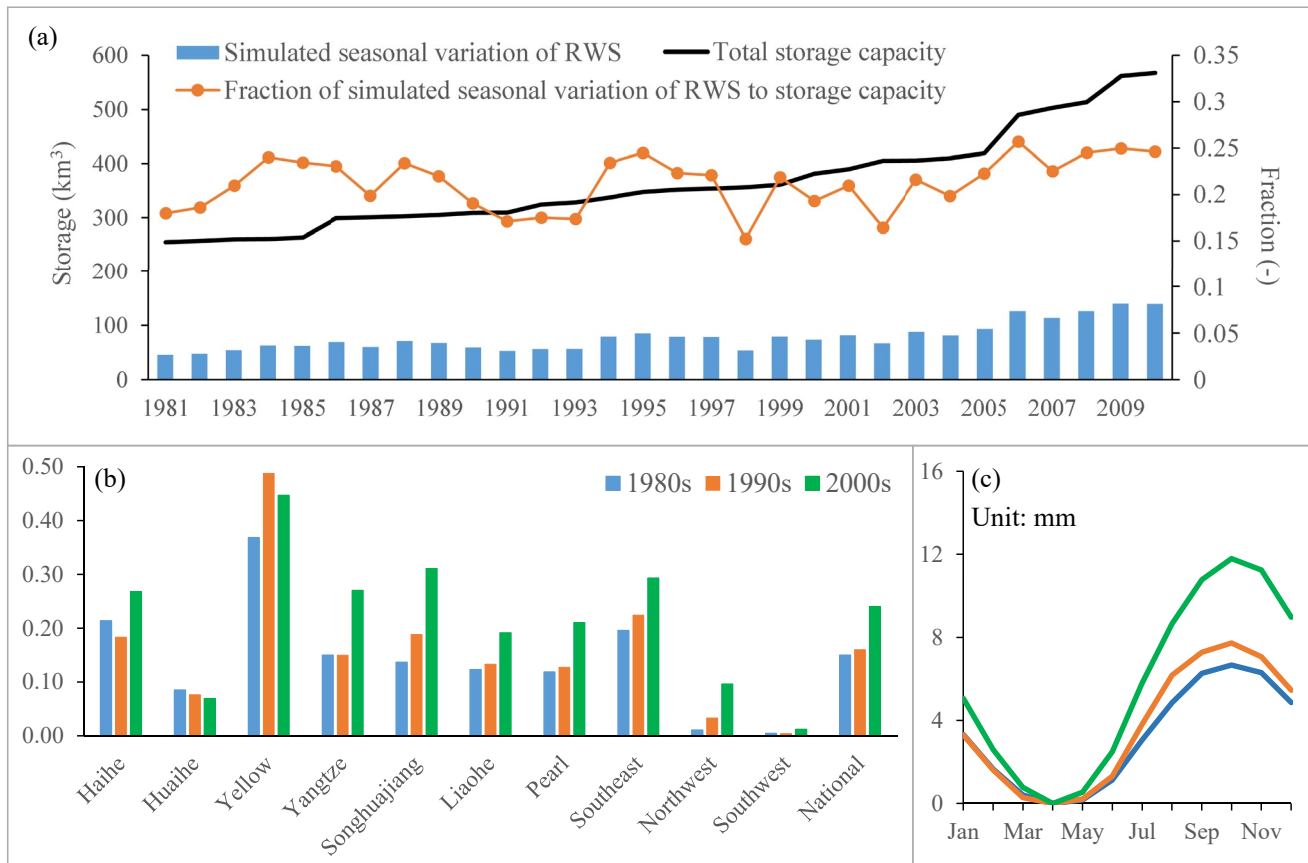 (a)
Simulated seasonal variation of RWS
Total storage capacity
Fraction of simulated seasonal variation of RWS to storage capacity
Storage (km³)
600
500
400
300
200
100
0
Fraction (-)
0.35
0.3
0.25
0.2
0.15
0.1
0.05
0
1981 1983 1985 1987 1989 1991 1993 1995 1997 1999 2001 2003 2005 2007 2009
(b)
1980s 1990s 2000s
0.50
0.40
0.30
0.20
0.10
0.00
Haihe
Huaihe
Yellow
Yangtze
Songhuajiang
Liaohe
Pearl
Southeast
Northwest
Southwest
National
(c)
Unit: mm
16
12
8
4
0
Jan Mar May Jul Sep Nov